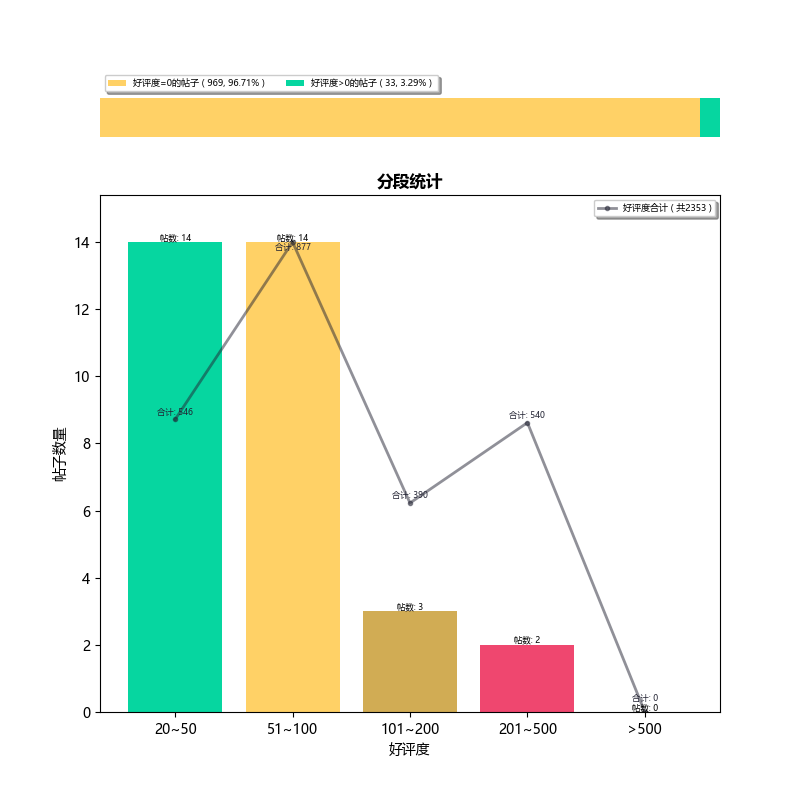 好评度=0的帖子 ( 969, 96.71% )
好评度>0的帖子 ( 33, 3.29% )
分段统计
好评度合计 ( 共2353 )
帖子数量
14
12
10
8
6
4
2
0
帖数: 14
帖数: 14
合计: 877
合计: 546
合计: 540
合计: 390
帖数: 3
帖数: 2
合计: 0
帖数: 0
20~50
51~100
101~200
201~500
>500
好评度